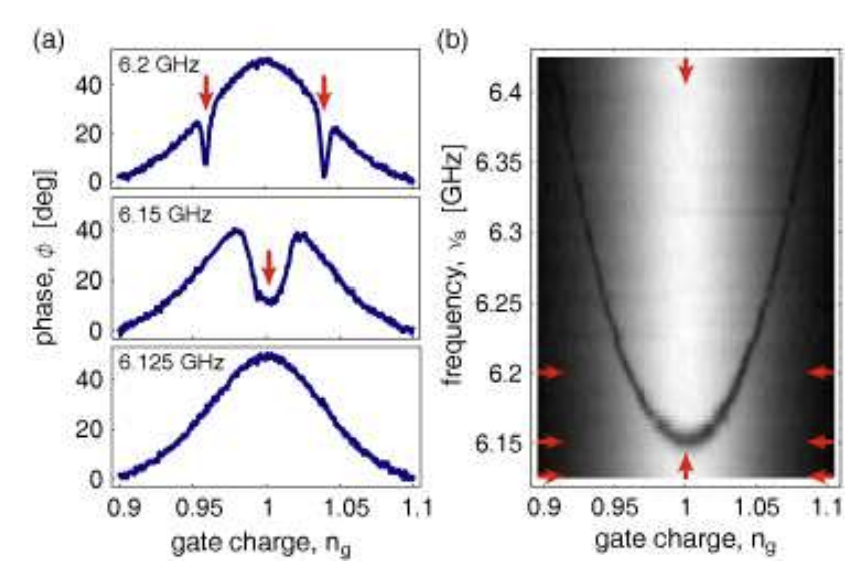 (a)
6.2 GHz
40
20
0
6.15 GHz
40
20
0
6.125 GHz
40
20
0
phase, ϕ [deg]
0.9 0.95 1 1.05 1.1
gate charge, n_g
(b)
6.4
6.35
6.3
6.25
6.2
6.15
frequency, ν_s [GHz]
0.9 0.95 1 1.05 1.1
gate charge, n_g